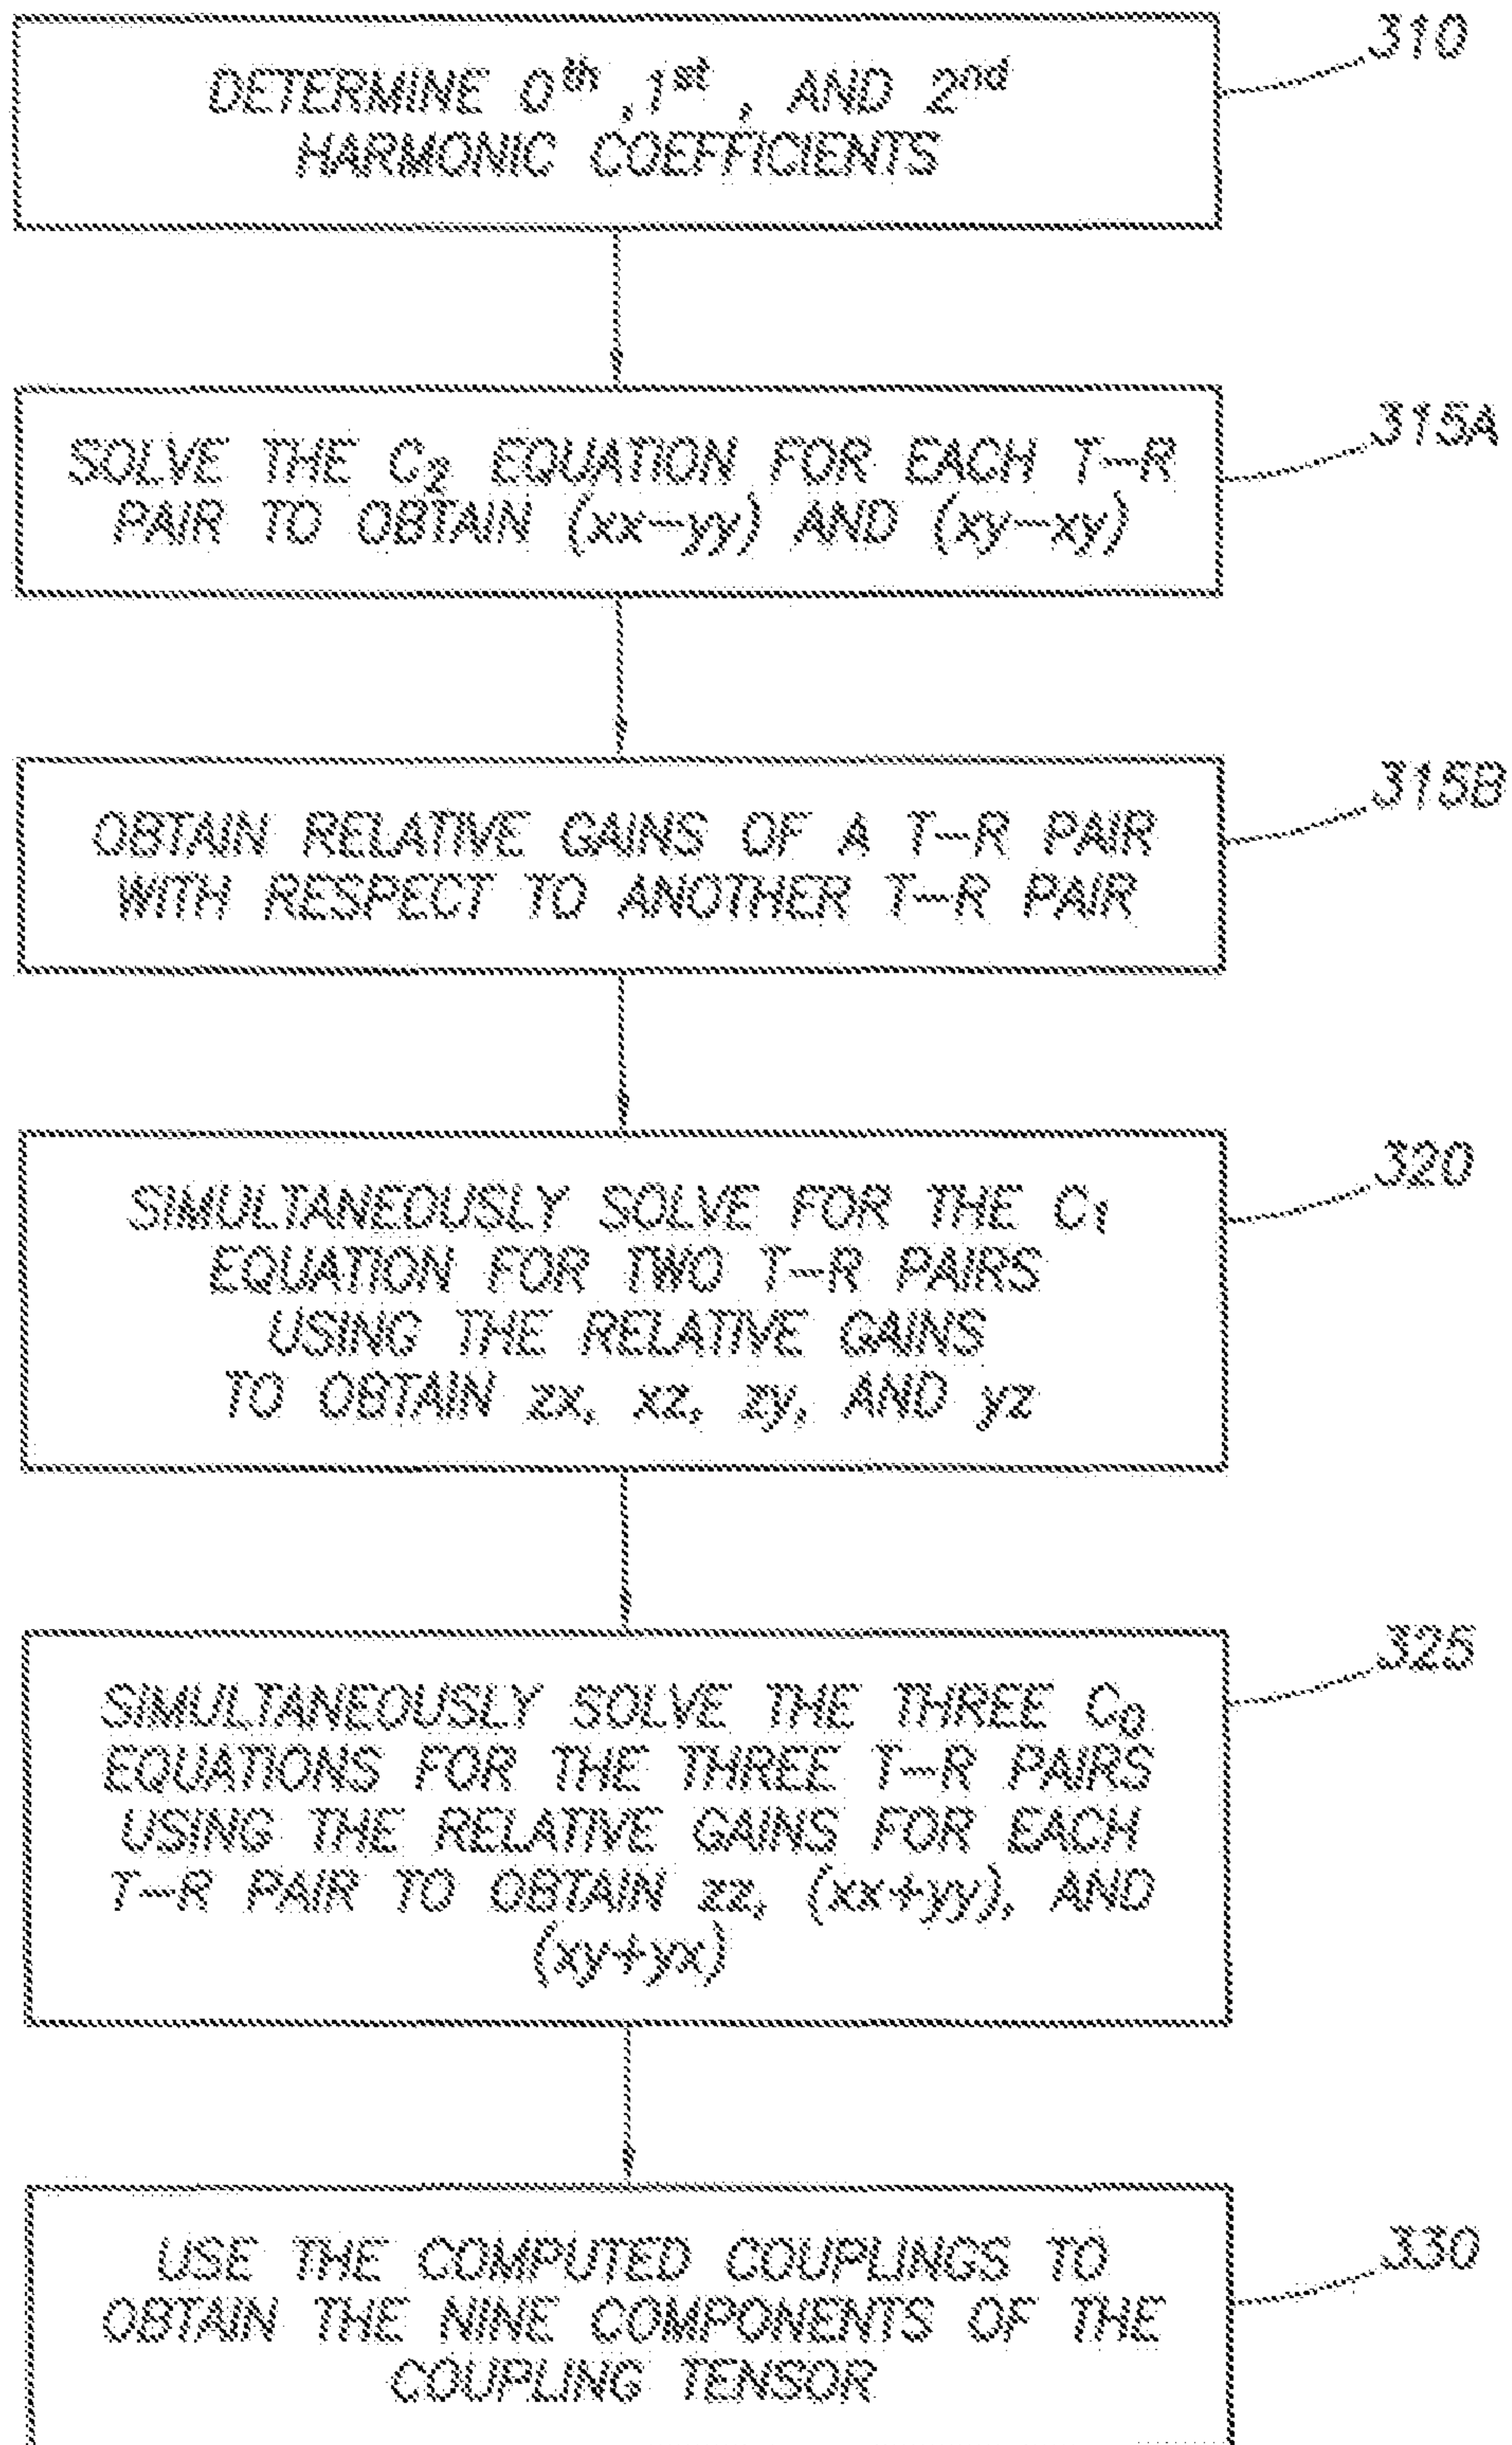 310
DETERMINE 0th, 1st, AND 2nd
HARMONIC COEFFICIENTS
315A
SOLVE THE C2 EQUATION FOR EACH T-R
PAIR TO OBTAIN (xx-yy) AND (xy-xy)
315B
OBTAIN RELATIVE GAINS OF A T-R PAIR
WITH RESPECT TO ANOTHER T-R PAIR
320
SIMULTANEOUSLY SOLVE FOR THE C1
EQUATION FOR TWO T-R PAIRS
USING THE RELATIVE GAINS
TO OBTAIN zx, xz, zy, AND yz
325
SIMULTANEOUSLY SOLVE THE THREE C0
EQUATIONS FOR THE THREE T-R PAIRS
USING THE RELATIVE GAINS FOR EACH
T-R PAIR TO OBTAIN zz, (xx+yy), AND
(xy+yx)
330
USE THE COMPUTED COUPLINGS TO
OBTAIN THE NINE COMPONENTS OF THE
COUPLING TENSOR